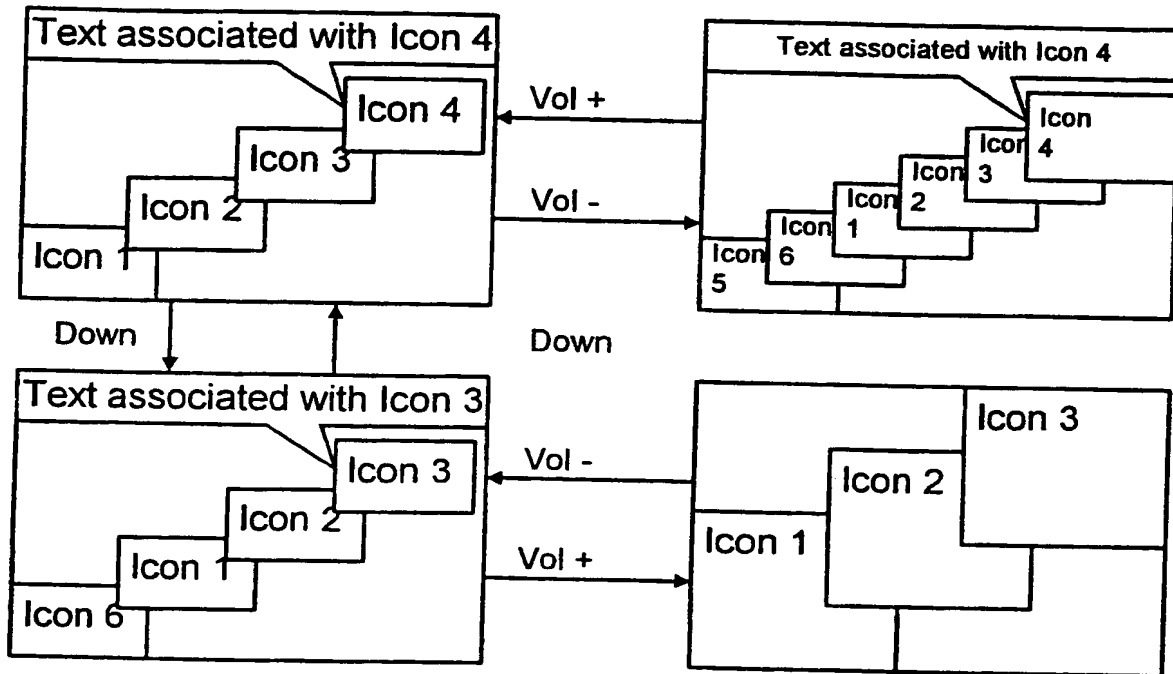 Text associated with Icon 4
Icon 4
Icon 3
Icon 2
Icon 1
Vol +
Vol -
Text associated with Icon 4
Icon
4
Icon
3
Icon
2
Icon
1
Icon
6
Icon
5
Down
Down
Text associated with Icon 3
Icon 3
Icon 2
Icon 1
Icon 6
Vol -
Vol +
Icon 3
Icon 2
Icon 1